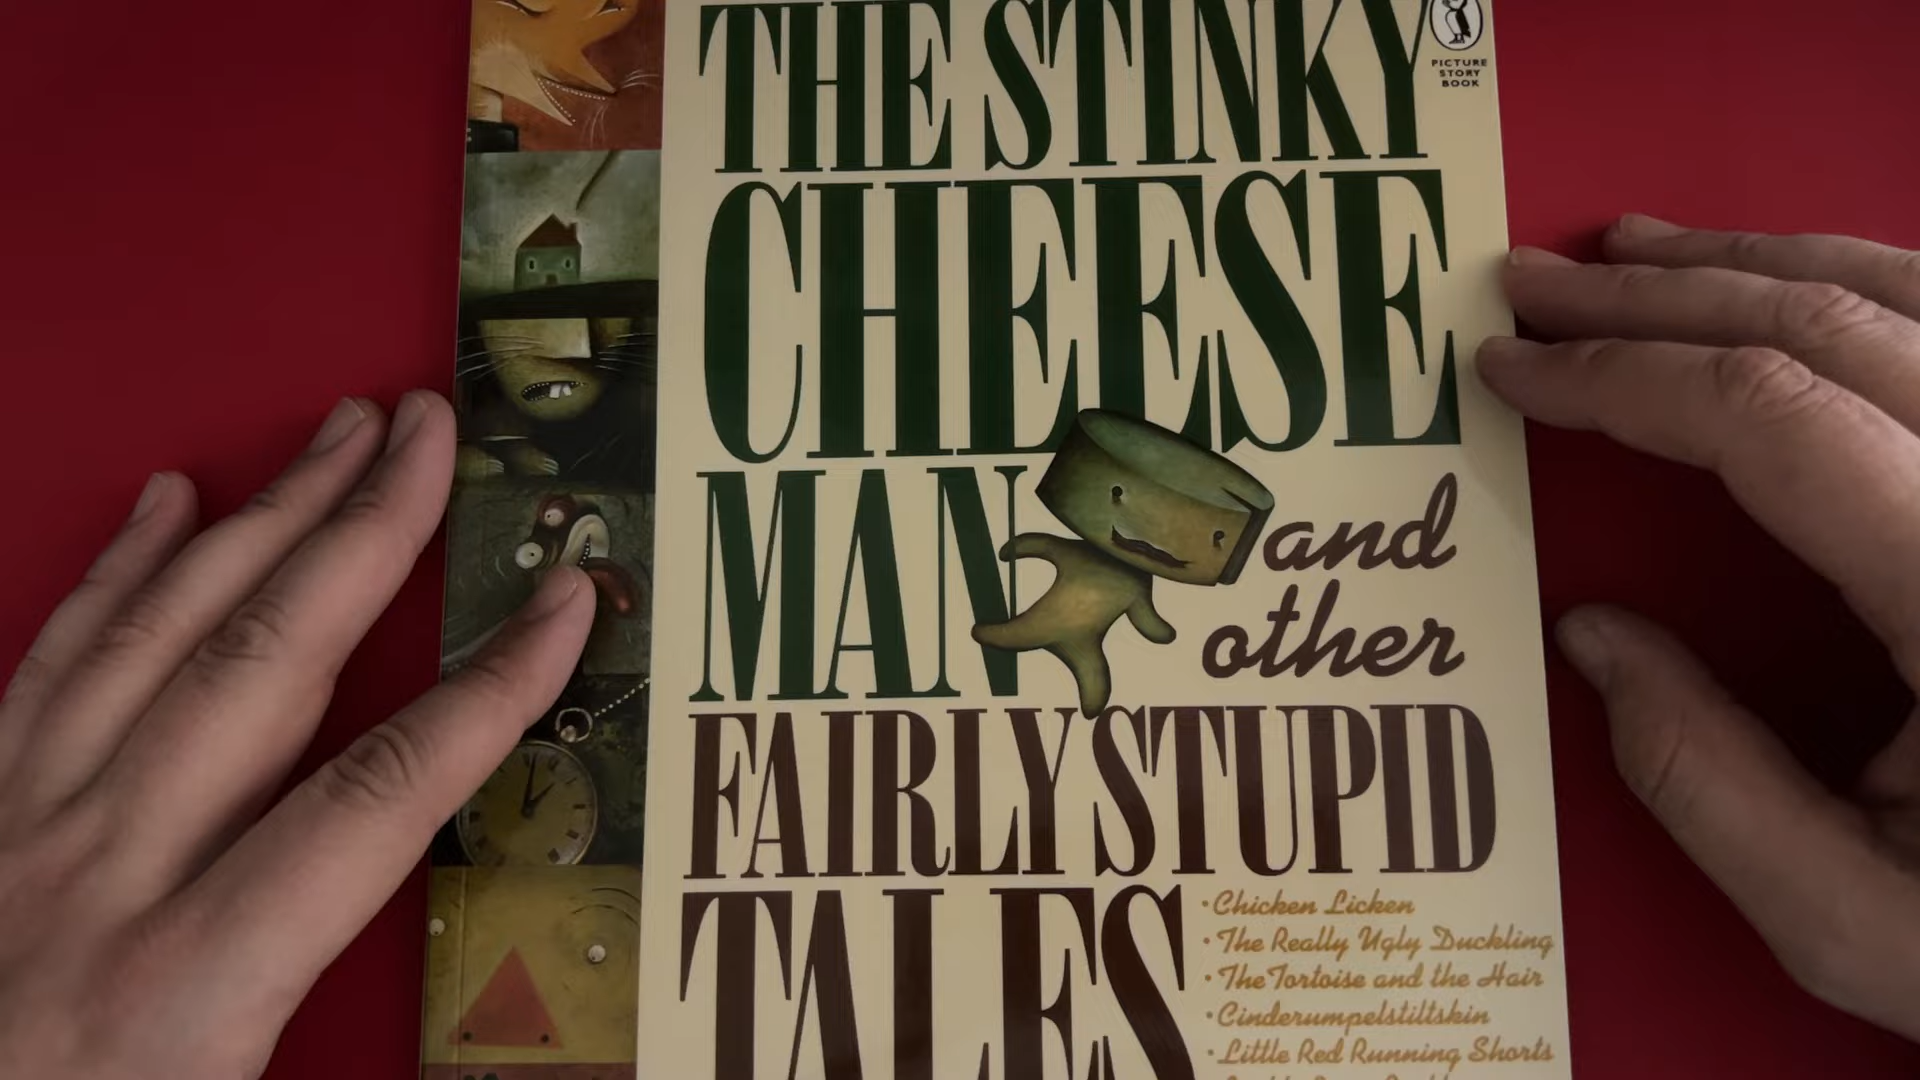 THE STINKY
PICTURE
STORY
BOOK
CHEESE
MAN
and
other
FAIRLY STUPID
TALES
• Chicken Licken
• The Really Ugly Duckling
• The Tortoise and the Hair
• Cinderumpelstiltskin
• Little Red Running Shorts